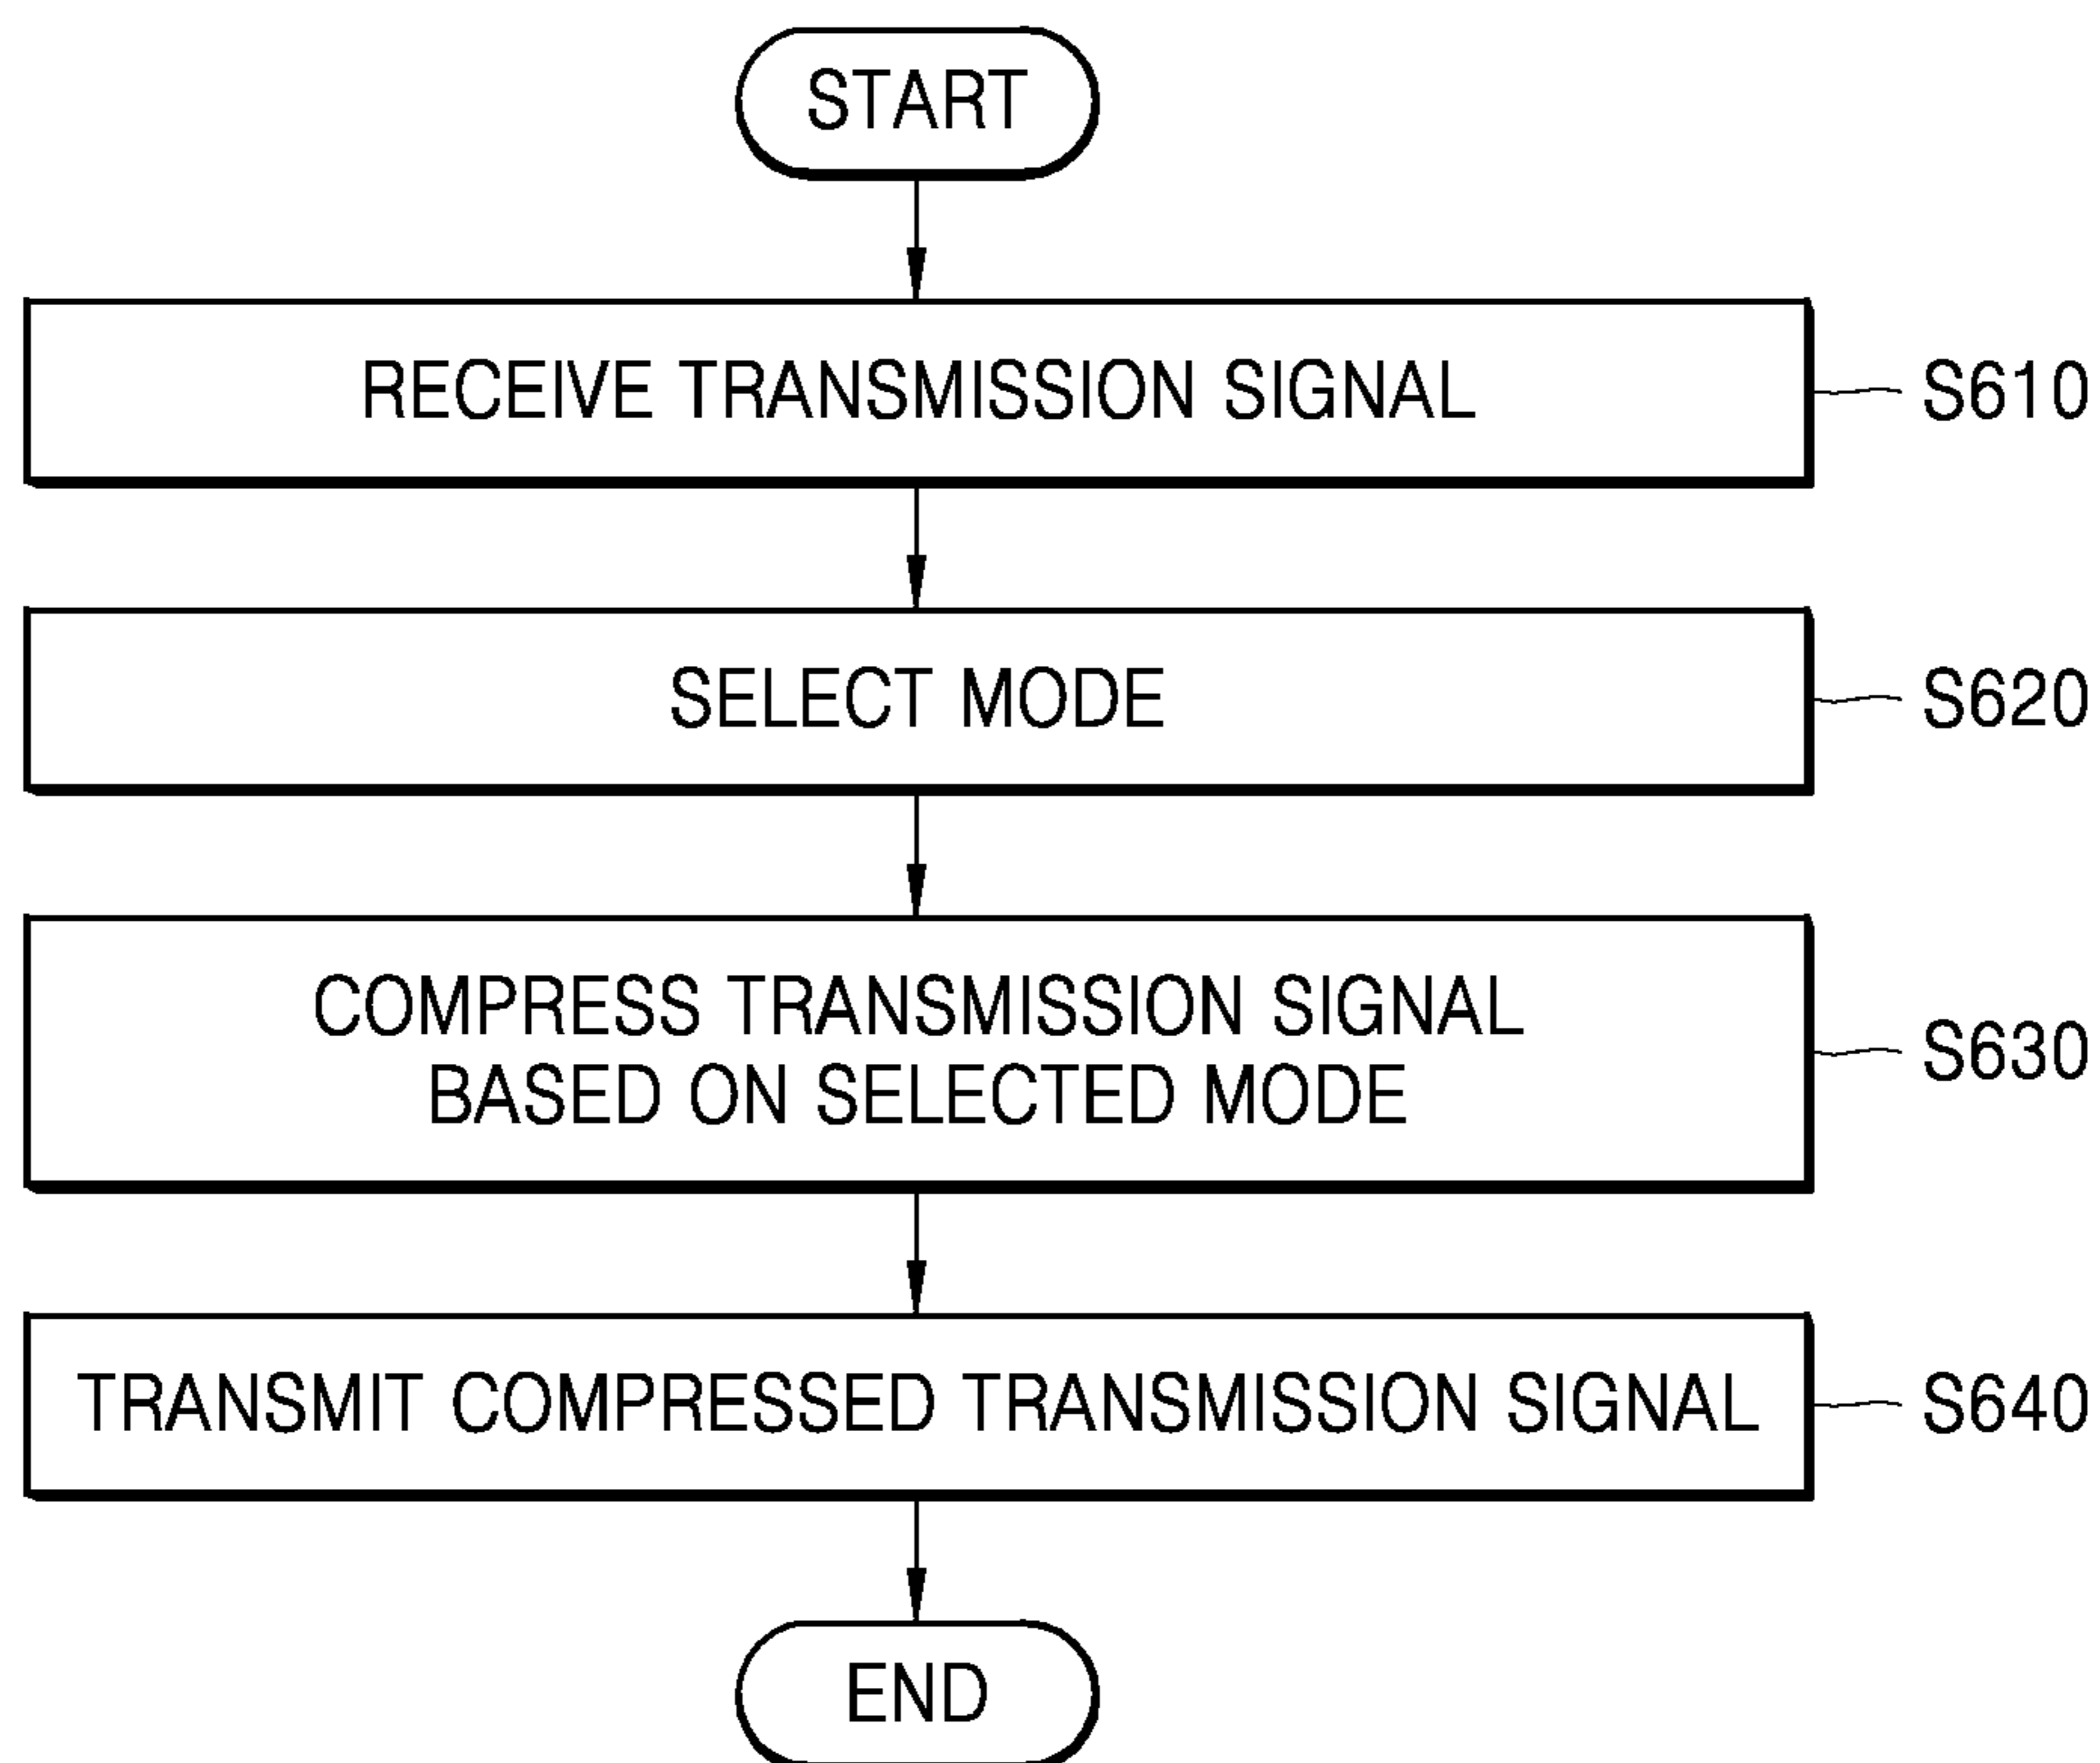 START
RECEIVE TRANSMISSION SIGNAL
S610
SELECT MODE
S620
COMPRESS TRANSMISSION SIGNAL
BASED ON SELECTED MODE
S630
TRANSMIT COMPRESSED TRANSMISSION SIGNAL
S640
END